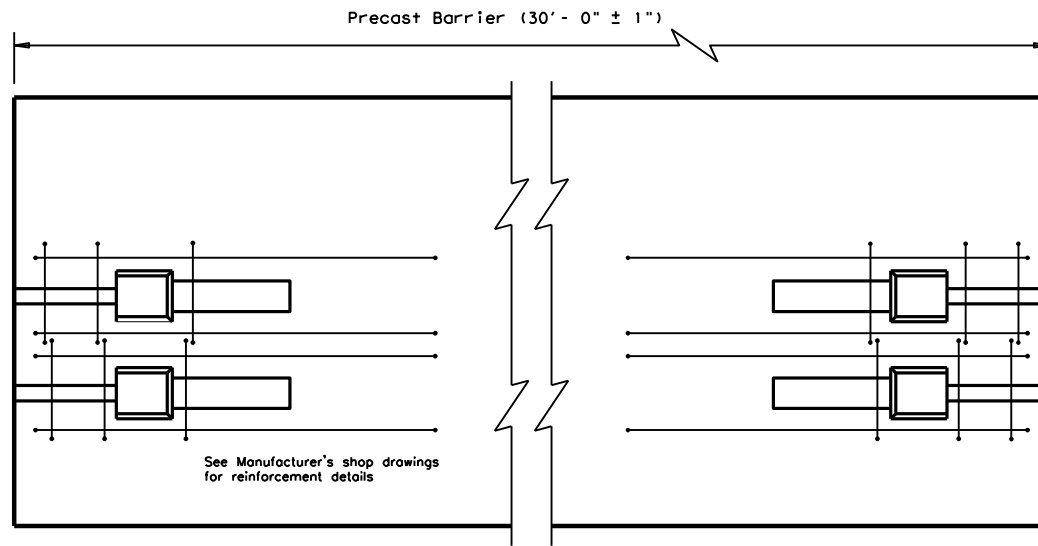 Precast Barrier (30'- 0" ± 1")
See Manufacturer's shop drawings
for reinforcement details